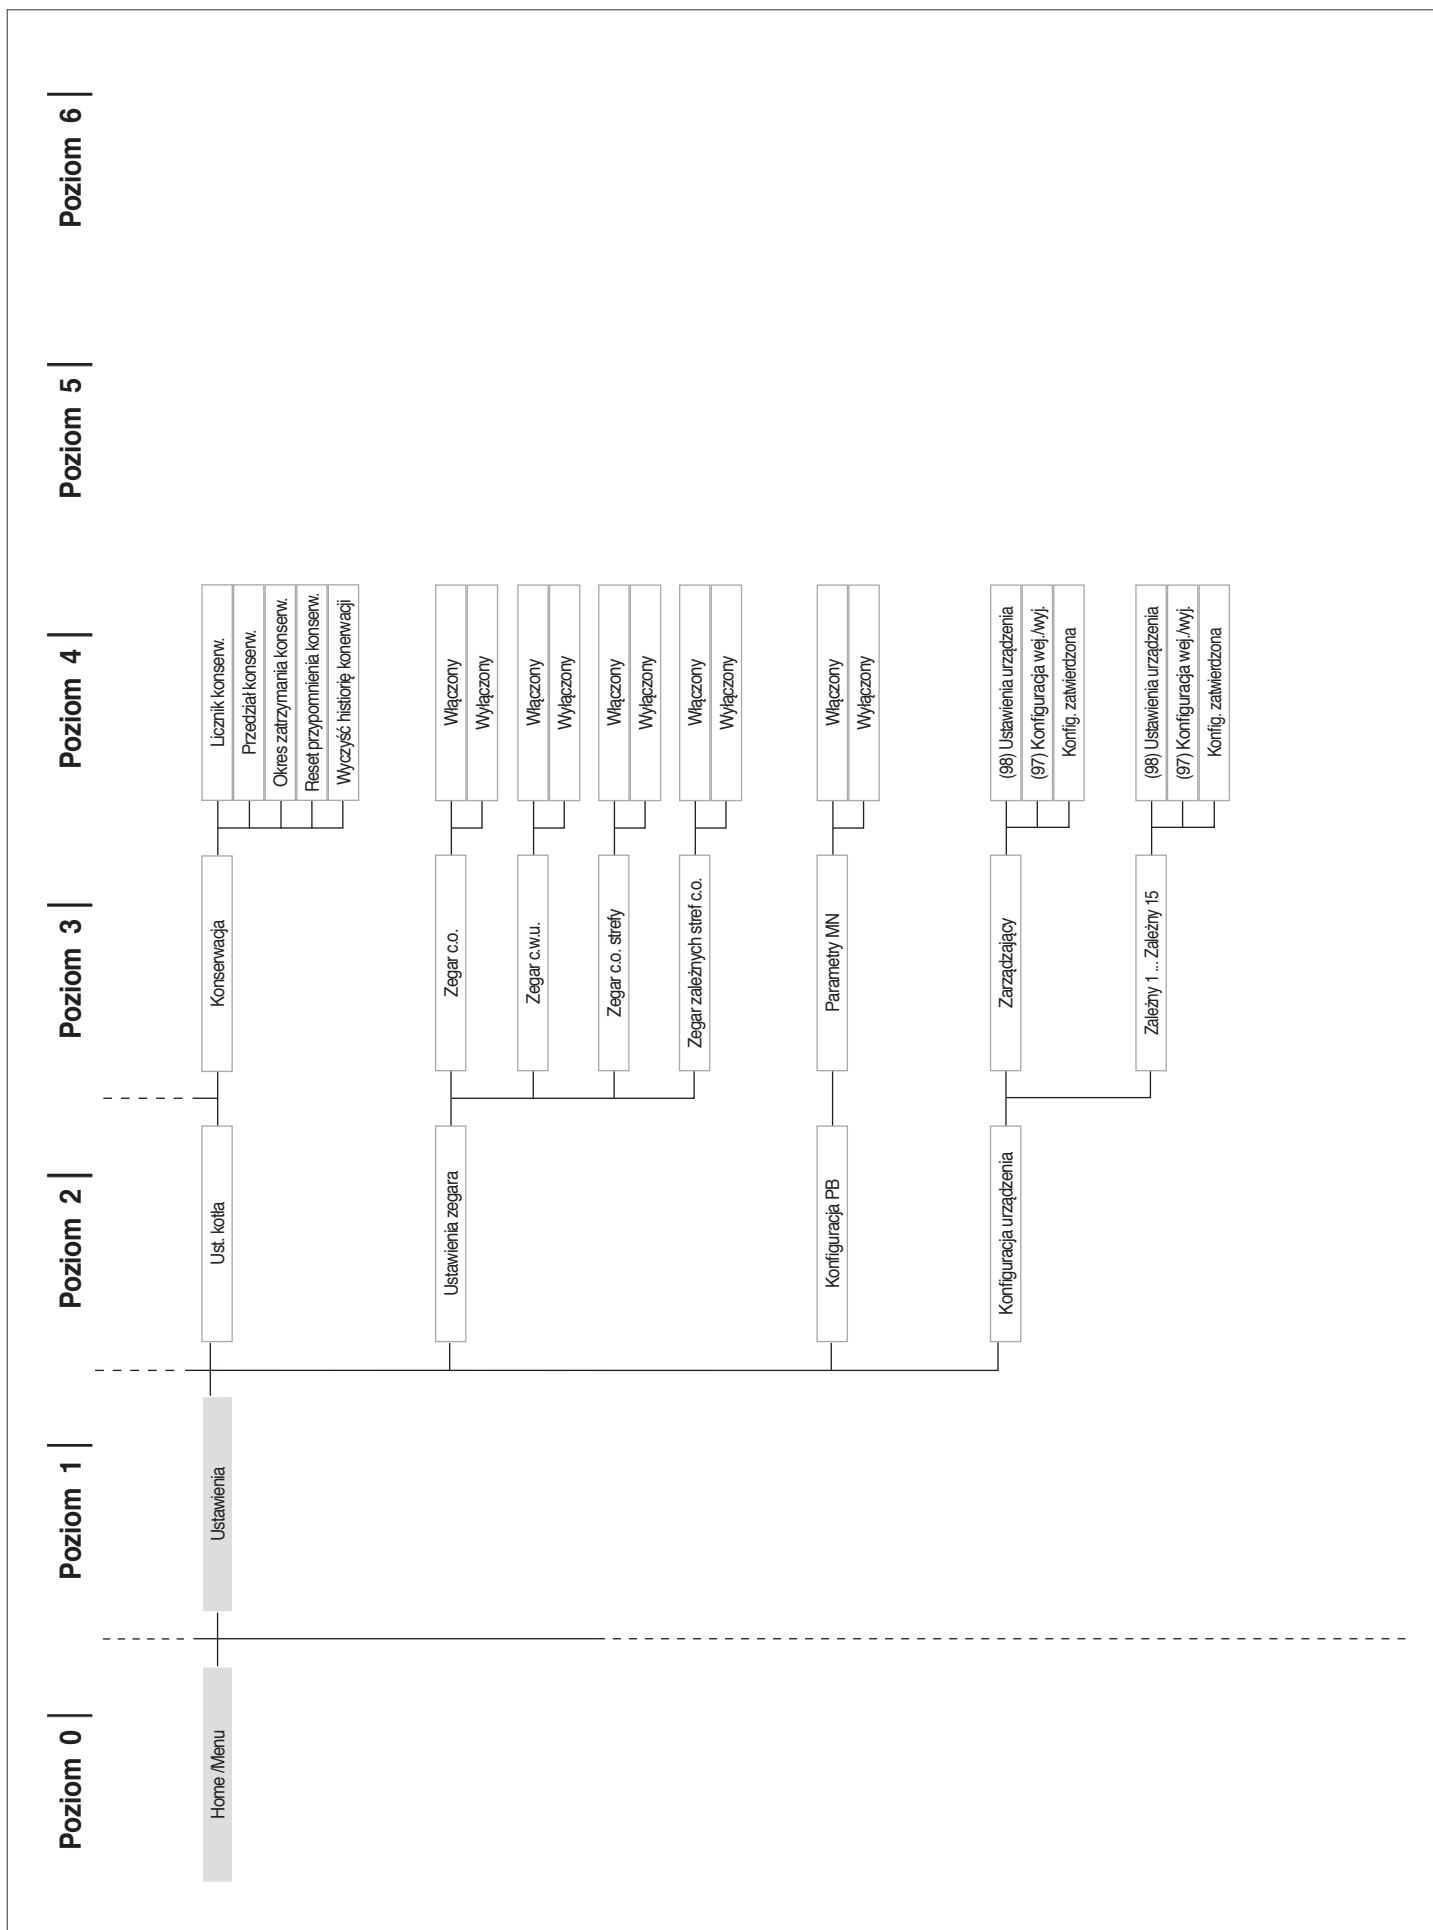 Poziom 0
Poziom 1
Poziom 2
Poziom 3
Poziom 4
Poziom 5
Poziom 6
Home /Menu
Ustawienia
Ust. kotła
Konserwacja
Licznik konserw.
Przedział konserw.
Okres zatrzymania konserw.
Reset przypomnienia konserw.
Wyczyść historię konerwacji
Ustawienia zegara
Zegar c.o.
Włączony
Wyłączony
Zegar c.w.u.
Włączony
Wyłączony
Zegar c.o. strefy
Włączony
Wyłączony
Zegar zależnych stref c.o.
Włączony
Wyłączony
Konfiguracja PB
Parametry MN
Włączony
Wyłączony
Konfiguracja urządzenia
Zarządzający
(98) Ustawienia urządzenia
(97) Konfiguracja wej./wyj.
Konfig. zatwierdzona
Zależny 1 ... Zależny 15
(98) Ustawienia urządzenia
(97) Konfiguracja wej./wyj.
Konfig. zatwierdzona